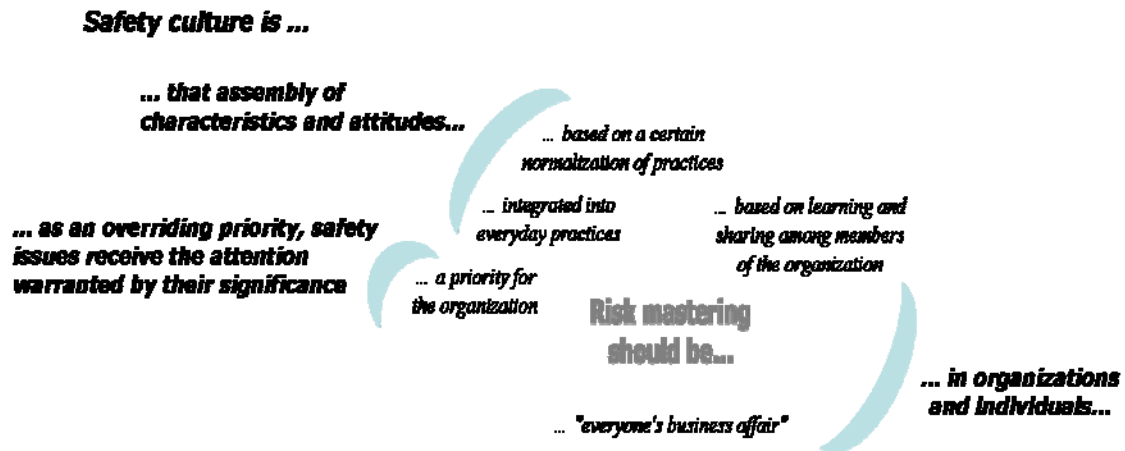 Safety culture is ...
... that assembly of
characteristics and attitudes...
... based on a certain
normalization of practices
... integrated into
everyday practices
... based on learning and
sharing among members
of the organization
... as an overriding priority, safety
issues receive the attention
warranted by their significance
... a priority for
the organization
Risk mastering
should be...
... in organizations
and individuals...
... "everyone's business affair"